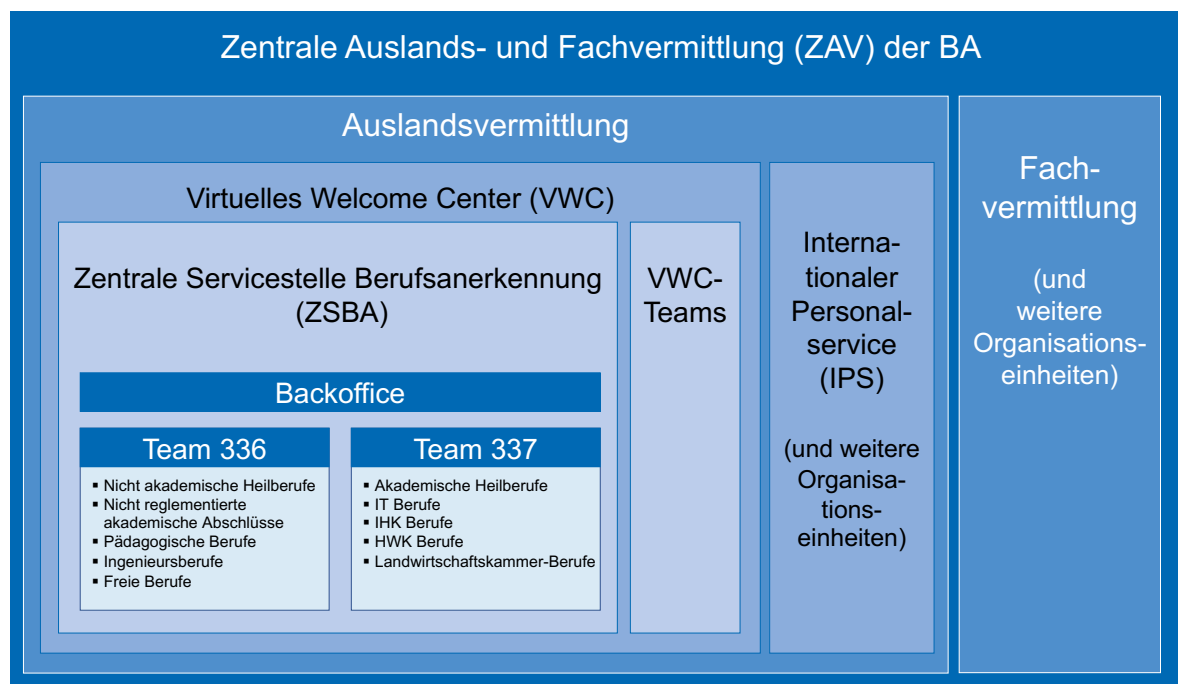 Zentrale Auslands- und Fachvermittlung (ZAV) der BA
Auslandsvermittlung
Virtuelles Welcome Center (VWC)
Zentrale Servicestelle Berufsanerkennung
(ZSBA)
Backoffice
Team 336
▪ Nicht akademische Heilberufe
▪ Nicht reglementierte
akademische Abschlüsse
▪ Pädagogische Berufe
▪ Ingenieursberufe
▪ Freie Berufe
Team 337
▪ Akademische Heilberufe
▪ IT Berufe
▪ IHK Berufe
▪ HWK Berufe
▪ Landwirtschaftskammer-Berufe
VWC-
Teams
Interna-
tionaler
Personal-
service
(IPS)
(und weitere
Organisa-
tions-
einheiten)
Fach-
vermittlung
(und
weitere
Organisations-
einheiten)